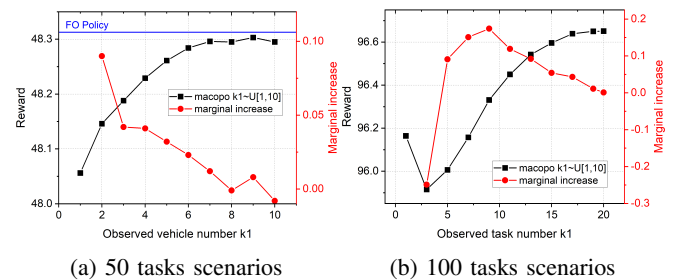 FO Policy
48.3
48.2
48.1
48.0
Reward
0.10
0.05
0.00
Marginal increase
macopo k1~U[1,10]
marginal increase
0 2 4 6 8 10
Observed vehicle number k1
(a) 50 tasks scenarios
96.6
96.4
96.2
96.0
Reward
0.2
0.1
0.0
-0.1
-0.2
-0.3
Marginal increase
macopo k1~U[1,10]
marginal increase
0 5 10 15 20
Observed task number k1
(b) 100 tasks scenarios